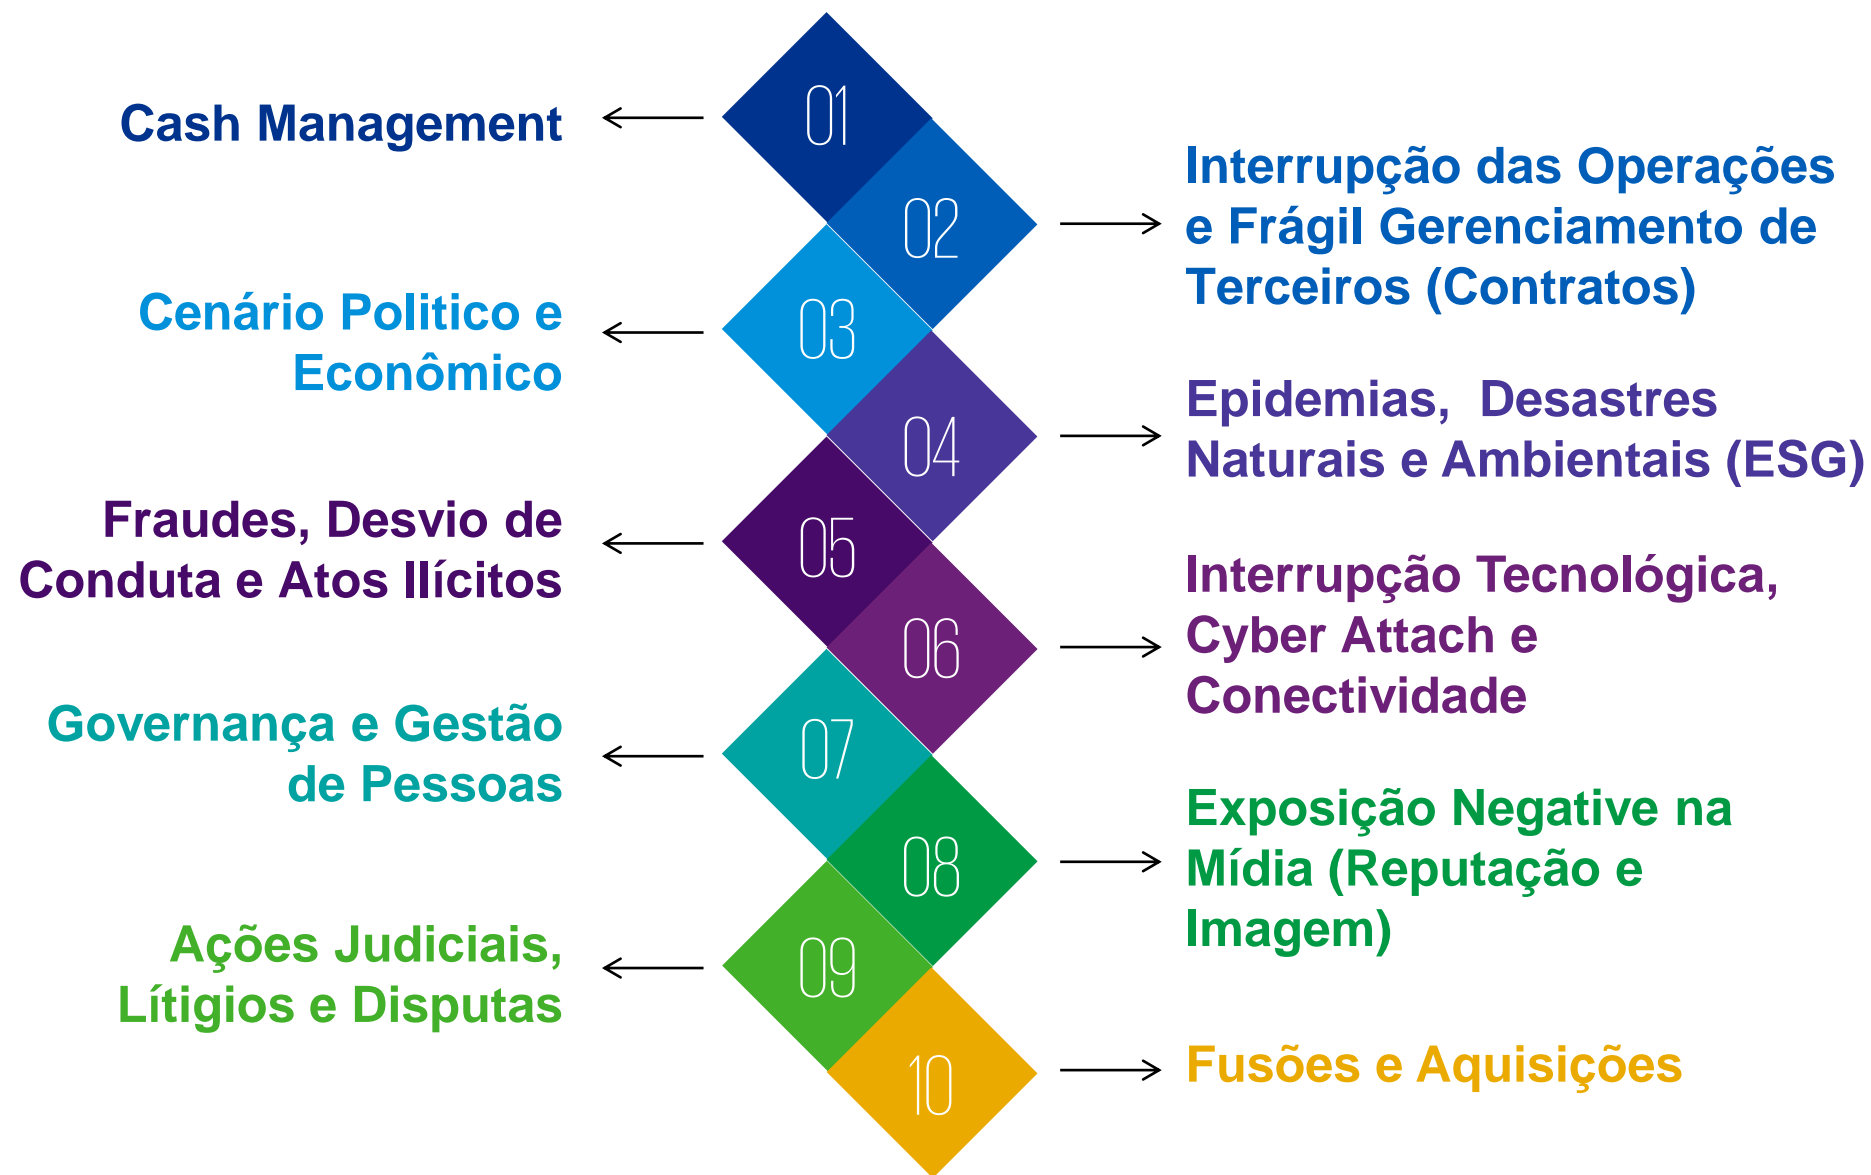 01
Cash Management
02
Interrupção das Operações
e Frágil Gerenciamento de
Terceiros (Contratos)
03
Cenário Politico e
Econômico
04
Epidemias, Desastres
Naturais e Ambientais (ESG)
05
Fraudes, Desvio de
Conduta e Atos Ilícitos
06
Interrupção Tecnológica,
Cyber Attach e
Conectividade
07
Governança e Gestão
de Pessoas
08
Exposição Negative na
Mídia (Reputação e
Imagem)
09
Ações Judiciais,
Lítigios e Disputas
10
Fusões e Aquisições